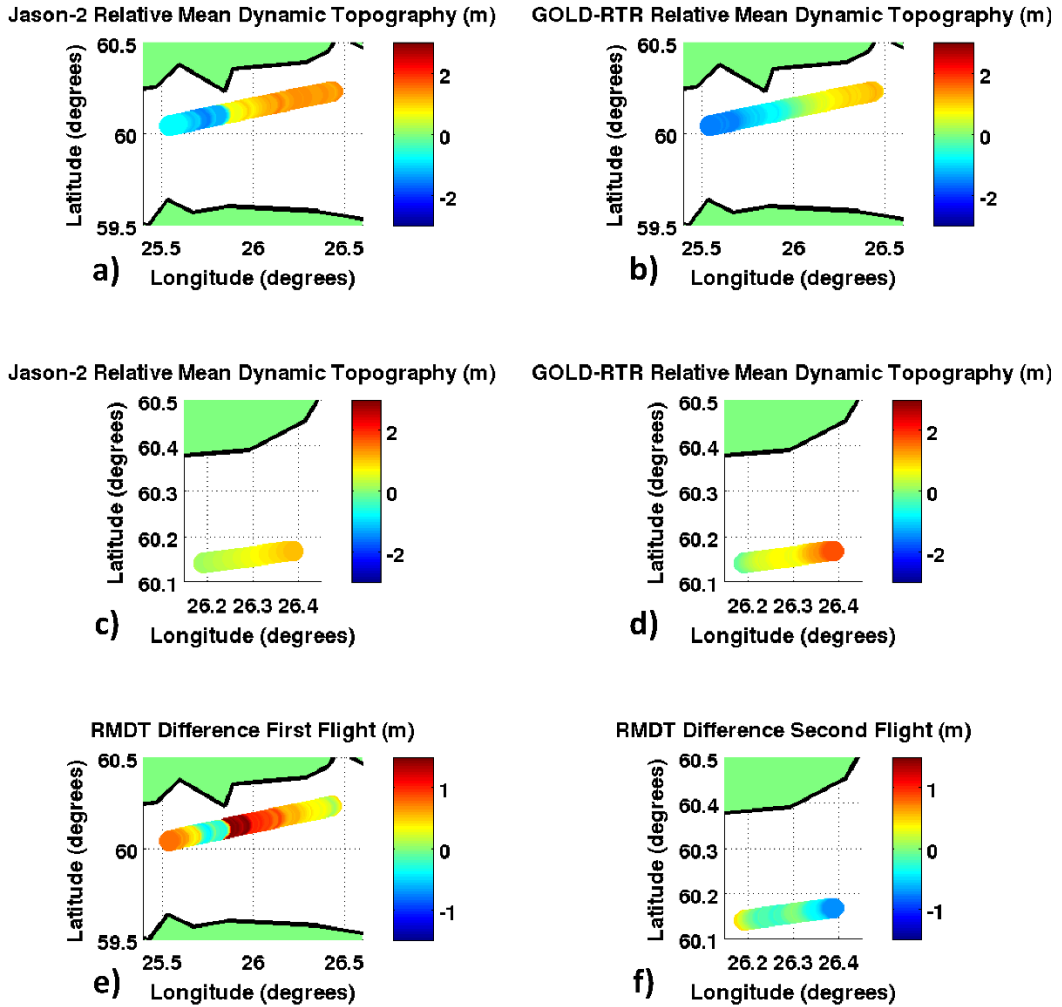 Jason-2 Relative Mean Dynamic Topography (m)
60.5
60
59.5
Latitude (degrees)
25.5 26 26.5
Longitude (degrees)
2
0
-2
a)
GOLD-RTR Relative Mean Dynamic Topography (m)
60.5
60
59.5
Latitude (degrees)
25.5 26 26.5
Longitude (degrees)
2
0
-2
b)
Jason-2 Relative Mean Dynamic Topography (m)
60.5
60.4
60.3
60.2
60.1
Latitude (degrees)
26.2 26.3 26.4
Longitude (degrees)
2
0
-2
c)
GOLD-RTR Relative Mean Dynamic Topography (m)
60.5
60.4
60.3
60.2
60.1
Latitude (degrees)
26.2 26.3 26.4
Longitude (degrees)
2
0
-2
d)
RMDT Difference First Flight (m)
60.5
60
59.5
Latitude (degrees)
25.5 26 26.5
Longitude (degrees)
1
0
-1
e)
RMDT Difference Second Flight (m)
60.5
60.4
60.3
60.2
60.1
Latitude (degrees)
26.2 26.3 26.4
Longitude (degrees)
1
0
-1
f)